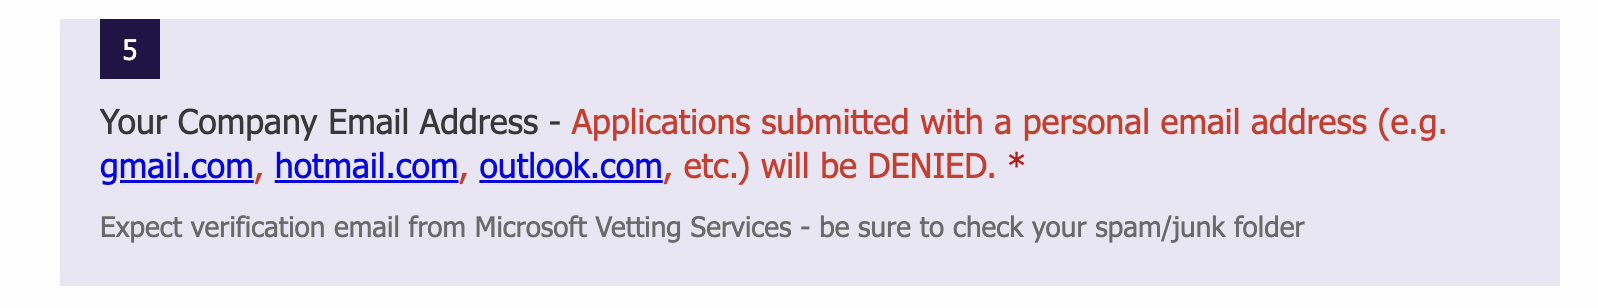 5
Your Company Email Address - Applications submitted with a personal email address (e.g.
gmail.com, hotmail.com, outlook.com, etc.) will be DENIED. *
Expect verification email from Microsoft Vetting Services - be sure to check your spam/junk folder